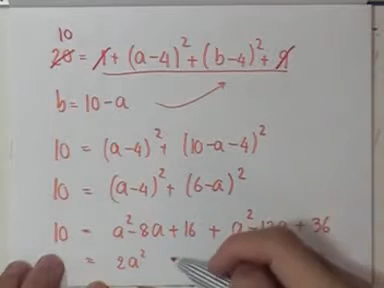 10
20 = 1 + (a-4)² + (b-4)² + 9
b = 10-a
10 = (a-4)² + (10-a-4)²
10 = (a-4)² + (6-a)²
10 = a²-8a+16 + a²-12a + 36
= 2a²